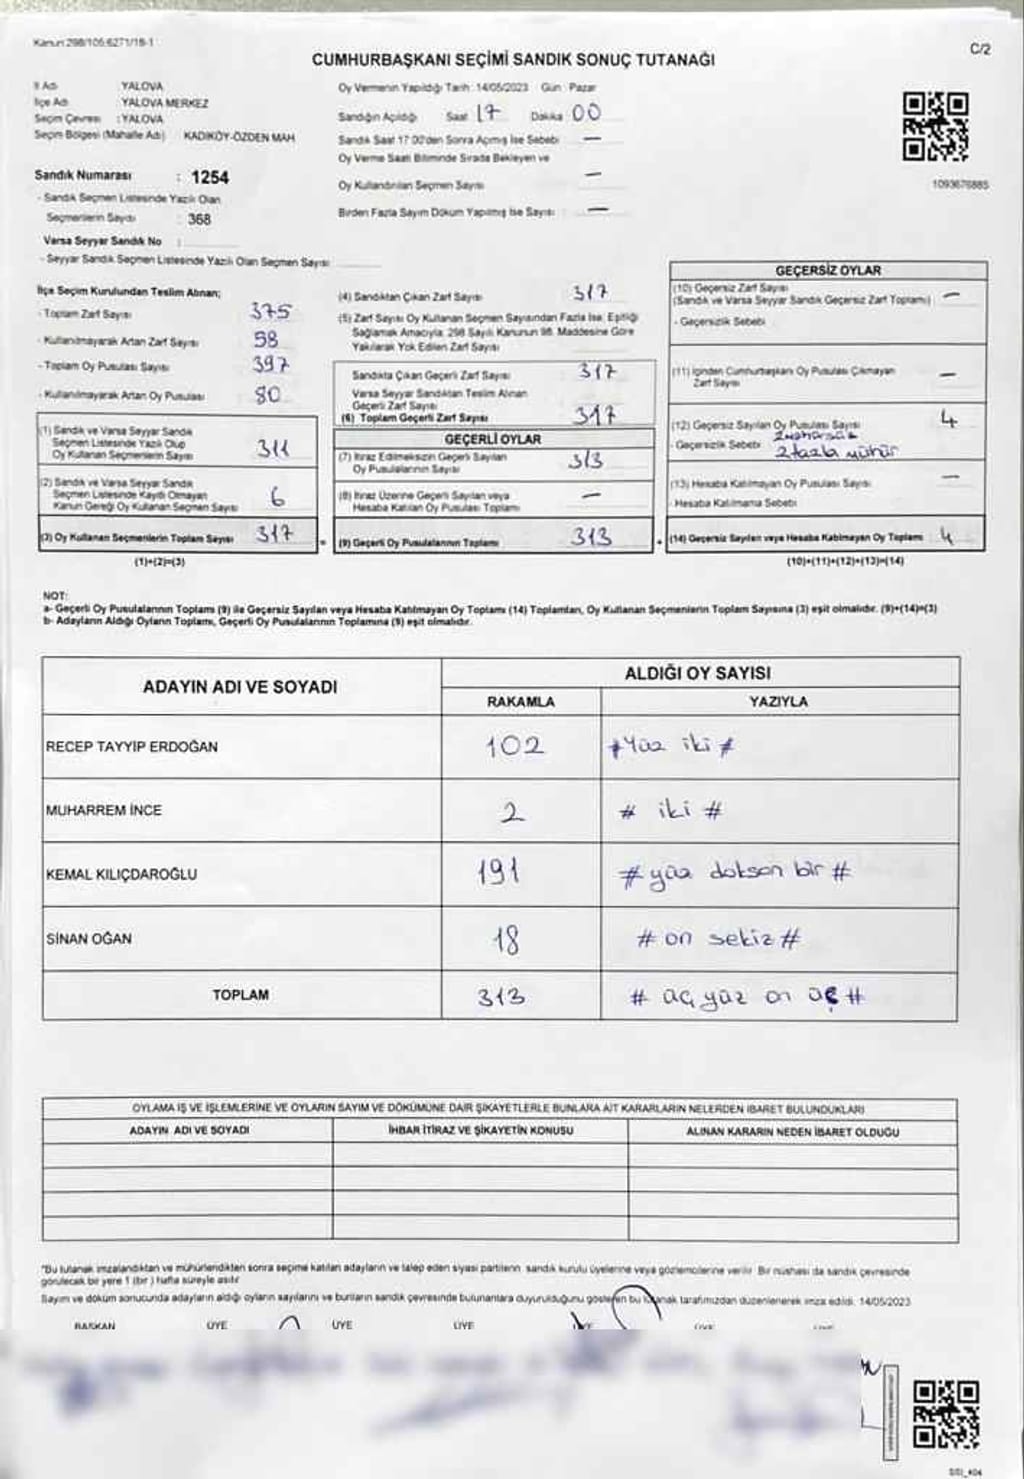 Kanun 298/105:6271/18-1
C/2
CUMHURBAŞKANI SEÇİMİ SANDIK SONUÇ TUTANAĞI
İl Adı YALOVA
İlçe Adı : YALOVA MERKEZ
Seçim Çevresi : YALOVA
Seçim Bölgesi (Mahalle Adı) KADIKÖY-ÖZDEN MAH
Sandık Numarası : 1254
- Sandık Seçmen Listesinde Yazılı Olan
Seçmenlerin Sayısı : 368
Varsa Seyyar Sandık No :
- Seyyar Sandık Seçmen Listesinde Yazılı Olan Seçmen Sayısı
Oy Vermenin Yapıldığı Tarih: 14/05/2023 Gün: Pazar
Sandığın Açıldığı Saat 17 Dakika 00
Sandık Saat 17.00'den Sonra Açılmış İse Sebebi —
Oy Verme Saati Bitiminde Sırada Bekleyen ve
Oy Kullandırılan Seçmen Sayısı —
Birden Fazla Sayım Döküm Yapılmış İse Sayısı : —
1093676885
İlçe Seçim Kurulundan Teslim Alınan;
- Toplam Zarf Sayısı 375
- Kullanılmayarak Artan Zarf Sayısı 58
- Toplam Oy Pusulası Sayısı 397
- Kullanılmayarak Artan Oy Pusulası 80
(1) Sandık ve Varsa Seyyar Sandık
Seçmen Listesinde Yazılı Olup
Oy Kullanan Seçmenlerin Sayısı 311
(2) Sandık ve Varsa Seyyar Sandık
Seçmen Listesinde Kayıtlı Olmayan
Kanun Gereği Oy Kullanan Seçmen Sayısı 6
(3) Oy Kullanan Seçmenlerin Toplam Sayısı 317
(1)+(2)=(3)
(4) Sandıktan Çıkan Zarf Sayısı 317
(5) Zarf Sayısı Oy Kullanan Seçmen Sayısından Fazla İse, Eşitliği
Sağlamak Amacıyla, 298 Sayılı Kanunun 98. Maddesine Göre
Yakılarak Yok Edilen Zarf Sayısı
Sandıkta Çıkan Geçerli Zarf Sayısı 317
Varsa Seyyar Sandıktan Teslim Alınan
Geçerli Zarf Sayısı
(6) Toplam Geçerli Zarf Sayısı 317
GEÇERLİ OYLAR
(7) İtiraz Edilmeksizin Geçerli Sayılan
Oy Pusulalarının Sayısı 313
(8) İtiraz Üzerine Geçerli Sayılan veya
Hesaba Katılan Oy Pusulası Toplamı —
= (9) Geçerli Oy Pusulalarının Toplamı 313
GEÇERSİZ OYLAR
(10) Geçersiz Zarf Sayısı
(Sandık ve Varsa Seyyar Sandık Geçersiz Zarf Toplamı) —
- Geçersizlik Sebebi
(11) İçinden Cumhurbaşkanı Oy Pusulası Çıkmayan
Zarf Sayısı —
(12) Geçersiz Sayılan Oy Pusulası Sayısı 4
- Geçersizlik Sebebi 2 mühürsüz
2 fazla mühür
(13) Hesaba Katılmayan Oy Pusulası Sayısı —
- Hesaba Katılmama Sebebi
+ (14) Geçersiz Sayılan veya Hesaba Katılmayan Oy Toplamı 4
(10)+(11)+(12)+(13)=(14)
NOT:
a- Geçerli Oy Pusulalarının Toplamı (9) ile Geçersiz Sayılan veya Hesaba Katılmayan Oy Toplamı (14) Toplamları, Oy Kullanan Seçmenlerin Toplam Sayısına (3) eşit olmalıdır. (9)+(14)=(3)
b- Adayların Aldığı Oyların Toplamı, Geçerli Oy Pusulalarının Toplamına (9) eşit olmalıdır.
ADAYIN ADI VE SOYADI ALDIĞI OY SAYISI
RAKAMLA YAZIYLA
RECEP TAYYİP ERDOĞAN 102 # Yüz iki #
MUHARREM İNCE 2 # iki #
KEMAL KILIÇDAROĞLU 191 # yüz doksan bir #
SİNAN OĞAN 18 # on sekiz #
TOPLAM 313 # üç yüz on üç #
OYLAMA İŞ VE İŞLEMLERİNE VE OYLARIN SAYIM VE DÖKÜMÜNE DAİR ŞİKAYETLERLE BUNLARA AİT KARARLARIN NELERDEN İBARET BULUNDUKLARI
ADAYIN ADI VE SOYADI İHBAR İTİRAZ VE ŞİKAYETİN KONUSU ALINAN KARARIN NEDEN İBARET OLDUĞU
*Bu tutanak imzalandıktan ve mühürlendikten sonra seçime katılan adayların ve talep eden siyasi partilerin sandık kurulu üyelerine veya gözlemcilerine verilir. Bir nüshası da sandık çevresinde
görülecek bir yere 1 (bir) hafta süreyle asılır
Sayım ve döküm sonucunda adayların aldığı oyların sayılarını ve bunların sandık çevresinde bulunanlara duyurulduğunu gösteren bu tutanak tarafımızdan düzenlenerek imza edildi. 14/05/2023
BAŞKAN ÜYE ÜYE ÜYE ÜYE ÜYE
SSI_404